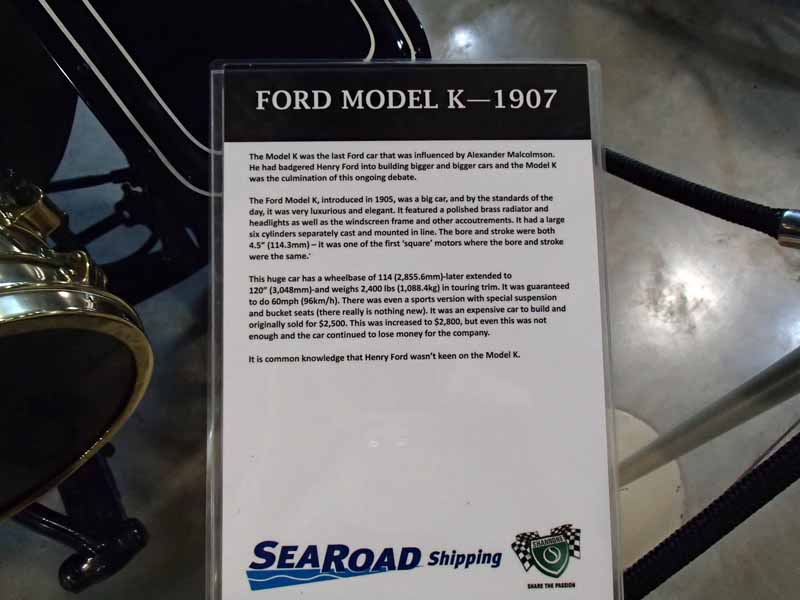 FORD MODEL K—1907
The Model K was the last Ford car that was influenced by Alexander Malcolmson.
He had badgered Henry Ford into building bigger and bigger cars and the Model K
was the culmination of this ongoing debate.
The Ford Model K, introduced in 1905, was a big car, and by the standards of the
day, it was very luxurious and elegant. It featured a polished brass radiator and
headlights as well as the windscreen frame and other accoutrements. It had a large
six cylinders separately cast and mounted in line. The bore and stroke were both
4.5" (114.3mm) – it was one of the first 'square' motors where the bore and stroke
were the same.'
This huge car has a wheelbase of 114 (2,855.6mm)-later extended to
120" (3,048mm)-and weighs 2,400 lbs (1,088.4kg) in touring trim. It was guaranteed
to do 60mph (96km/h). There was even a sports version with special suspension
and bucket seats (there really is nothing new). It was an expensive car to build and
originally sold for $2,500. This was increased to $2,800, but even this was not
enough and the car continued to lose money for the company.
It is common knowledge that Henry Ford wasn't keen on the Model K.
SEAROAD Shipping
SHANNONS
S
SHARE THE PASSION